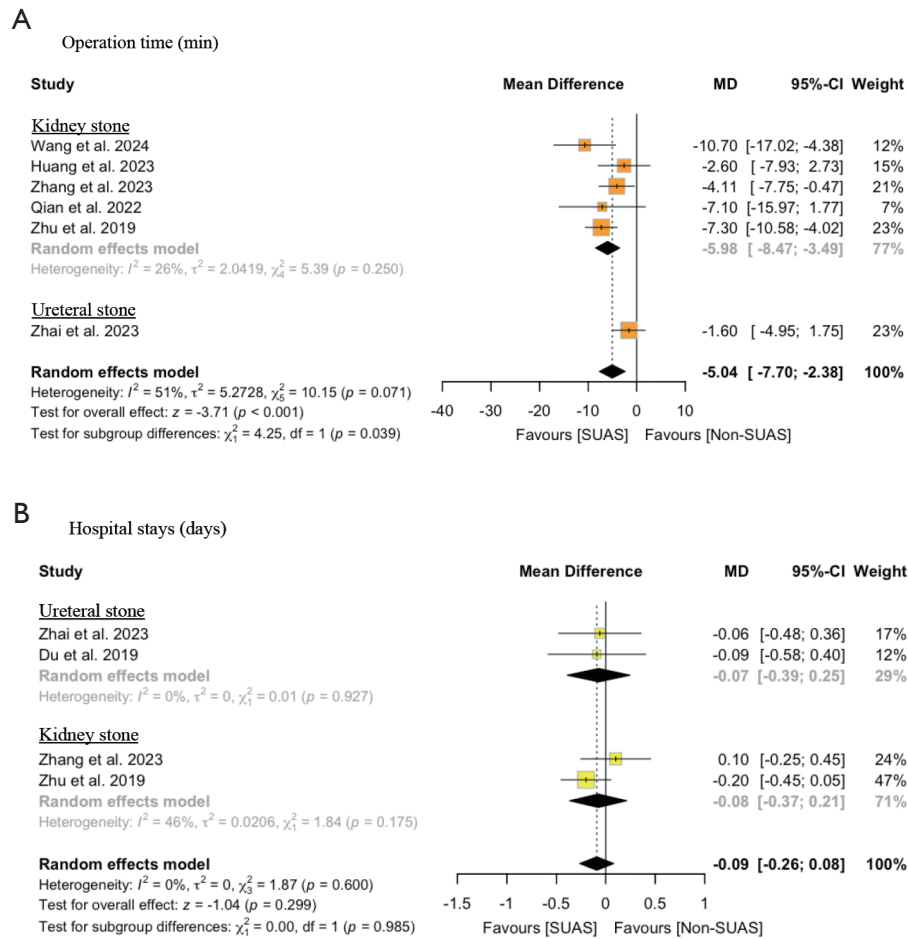 A
Operation time (min)
Study Mean Difference MD 95%-CI Weight
Kidney stone
Wang et al. 2024 -10.70 [-17.02; -4.38] 12%
Huang et al. 2023 -2.60 [ -7.93; 2.73] 15%
Zhang et al. 2023 -4.11 [ -7.75; -0.47] 21%
Qian et al. 2022 -7.10 [-15.97; 1.77] 7%
Zhu et al. 2019 -7.30 [-10.58; -4.02] 23%
Random effects model -5.98 [ -8.47; -3.49] 77%
Heterogeneity: I² = 26%, τ² = 2.0419, χ²₄ = 5.39 (p = 0.250)
Ureteral stone
Zhai et al. 2023 -1.60 [ -4.95; 1.75] 23%
Random effects model -5.04 [ -7.70; -2.38] 100%
Heterogeneity: I² = 51%, τ² = 5.2728, χ²₅ = 10.15 (p = 0.071)
Test for overall effect: z = -3.71 (p < 0.001)
Test for subgroup differences: χ²₁ = 4.25, df = 1 (p = 0.039)
-40 -30 -20 -10 0 10
Favours [SUAS] Favours [Non-SUAS]
B
Hospital stays (days)
Study Mean Difference MD 95%-CI Weight
Ureteral stone
Zhai et al. 2023 -0.06 [-0.48; 0.36] 17%
Du et al. 2019 -0.09 [-0.58; 0.40] 12%
Random effects model -0.07 [-0.39; 0.25] 29%
Heterogeneity: I² = 0%, τ² = 0, χ²₁ = 0.01 (p = 0.927)
Kidney stone
Zhang et al. 2023 0.10 [-0.25; 0.45] 24%
Zhu et al. 2019 -0.20 [-0.45; 0.05] 47%
Random effects model -0.08 [-0.37; 0.21] 71%
Heterogeneity: I² = 46%, τ² = 0.0206, χ²₁ = 1.84 (p = 0.175)
Random effects model -0.09 [-0.26; 0.08] 100%
Heterogeneity: I² = 0%, τ² = 0, χ²₃ = 1.87 (p = 0.600)
Test for overall effect: z = -1.04 (p = 0.299)
Test for subgroup differences: χ²₁ = 0.00, df = 1 (p = 0.985)
-1.5 -1 -0.5 0 0.5 1
Favours [SUAS] Favours [Non-SUAS]